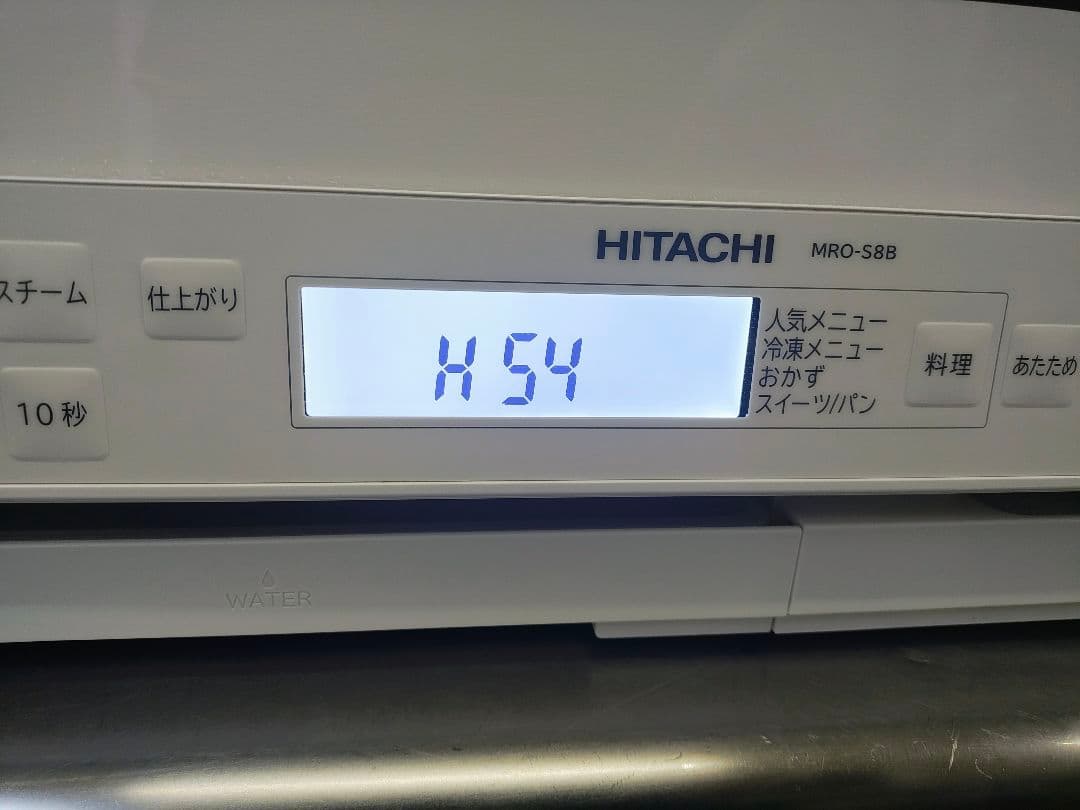 HITACHI MRO-S8B
スチーム
仕上がり
10秒
H54
人気メニュー
冷凍メニュー
おかず
スイーツ/パン
料理
あたため
WATER